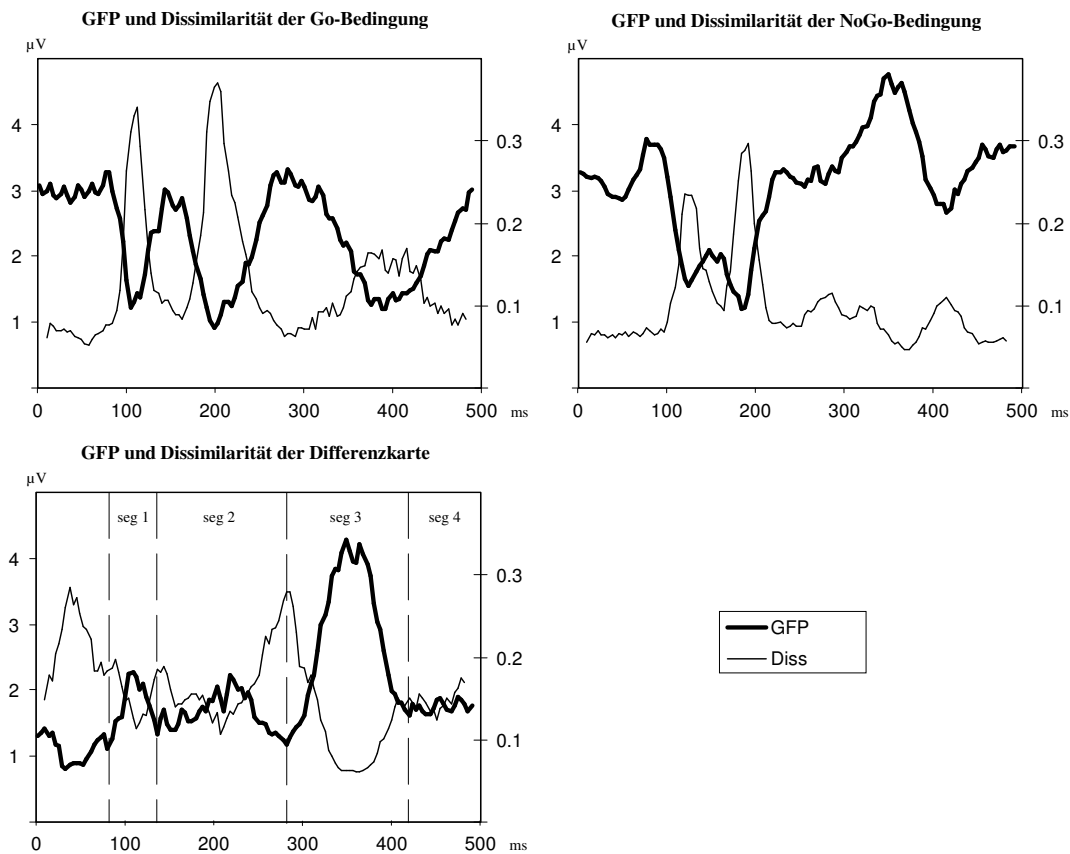 GFP und Dissimilarität der Go-Bedingung
µV
4
3
2
1
0.3
0.2
0.1
0 100 200 300 400 500 ms
GFP und Dissimilarität der NoGo-Bedingung
µV
4
3
2
1
0.3
0.2
0.1
0 100 200 300 400 500 ms
GFP und Dissimilarität der Differenzkarte
µV
seg 1 seg 2 seg 3 seg 4
4
3
2
1
0.3
0.2
0.1
0 100 200 300 400 500 ms
GFP
Diss